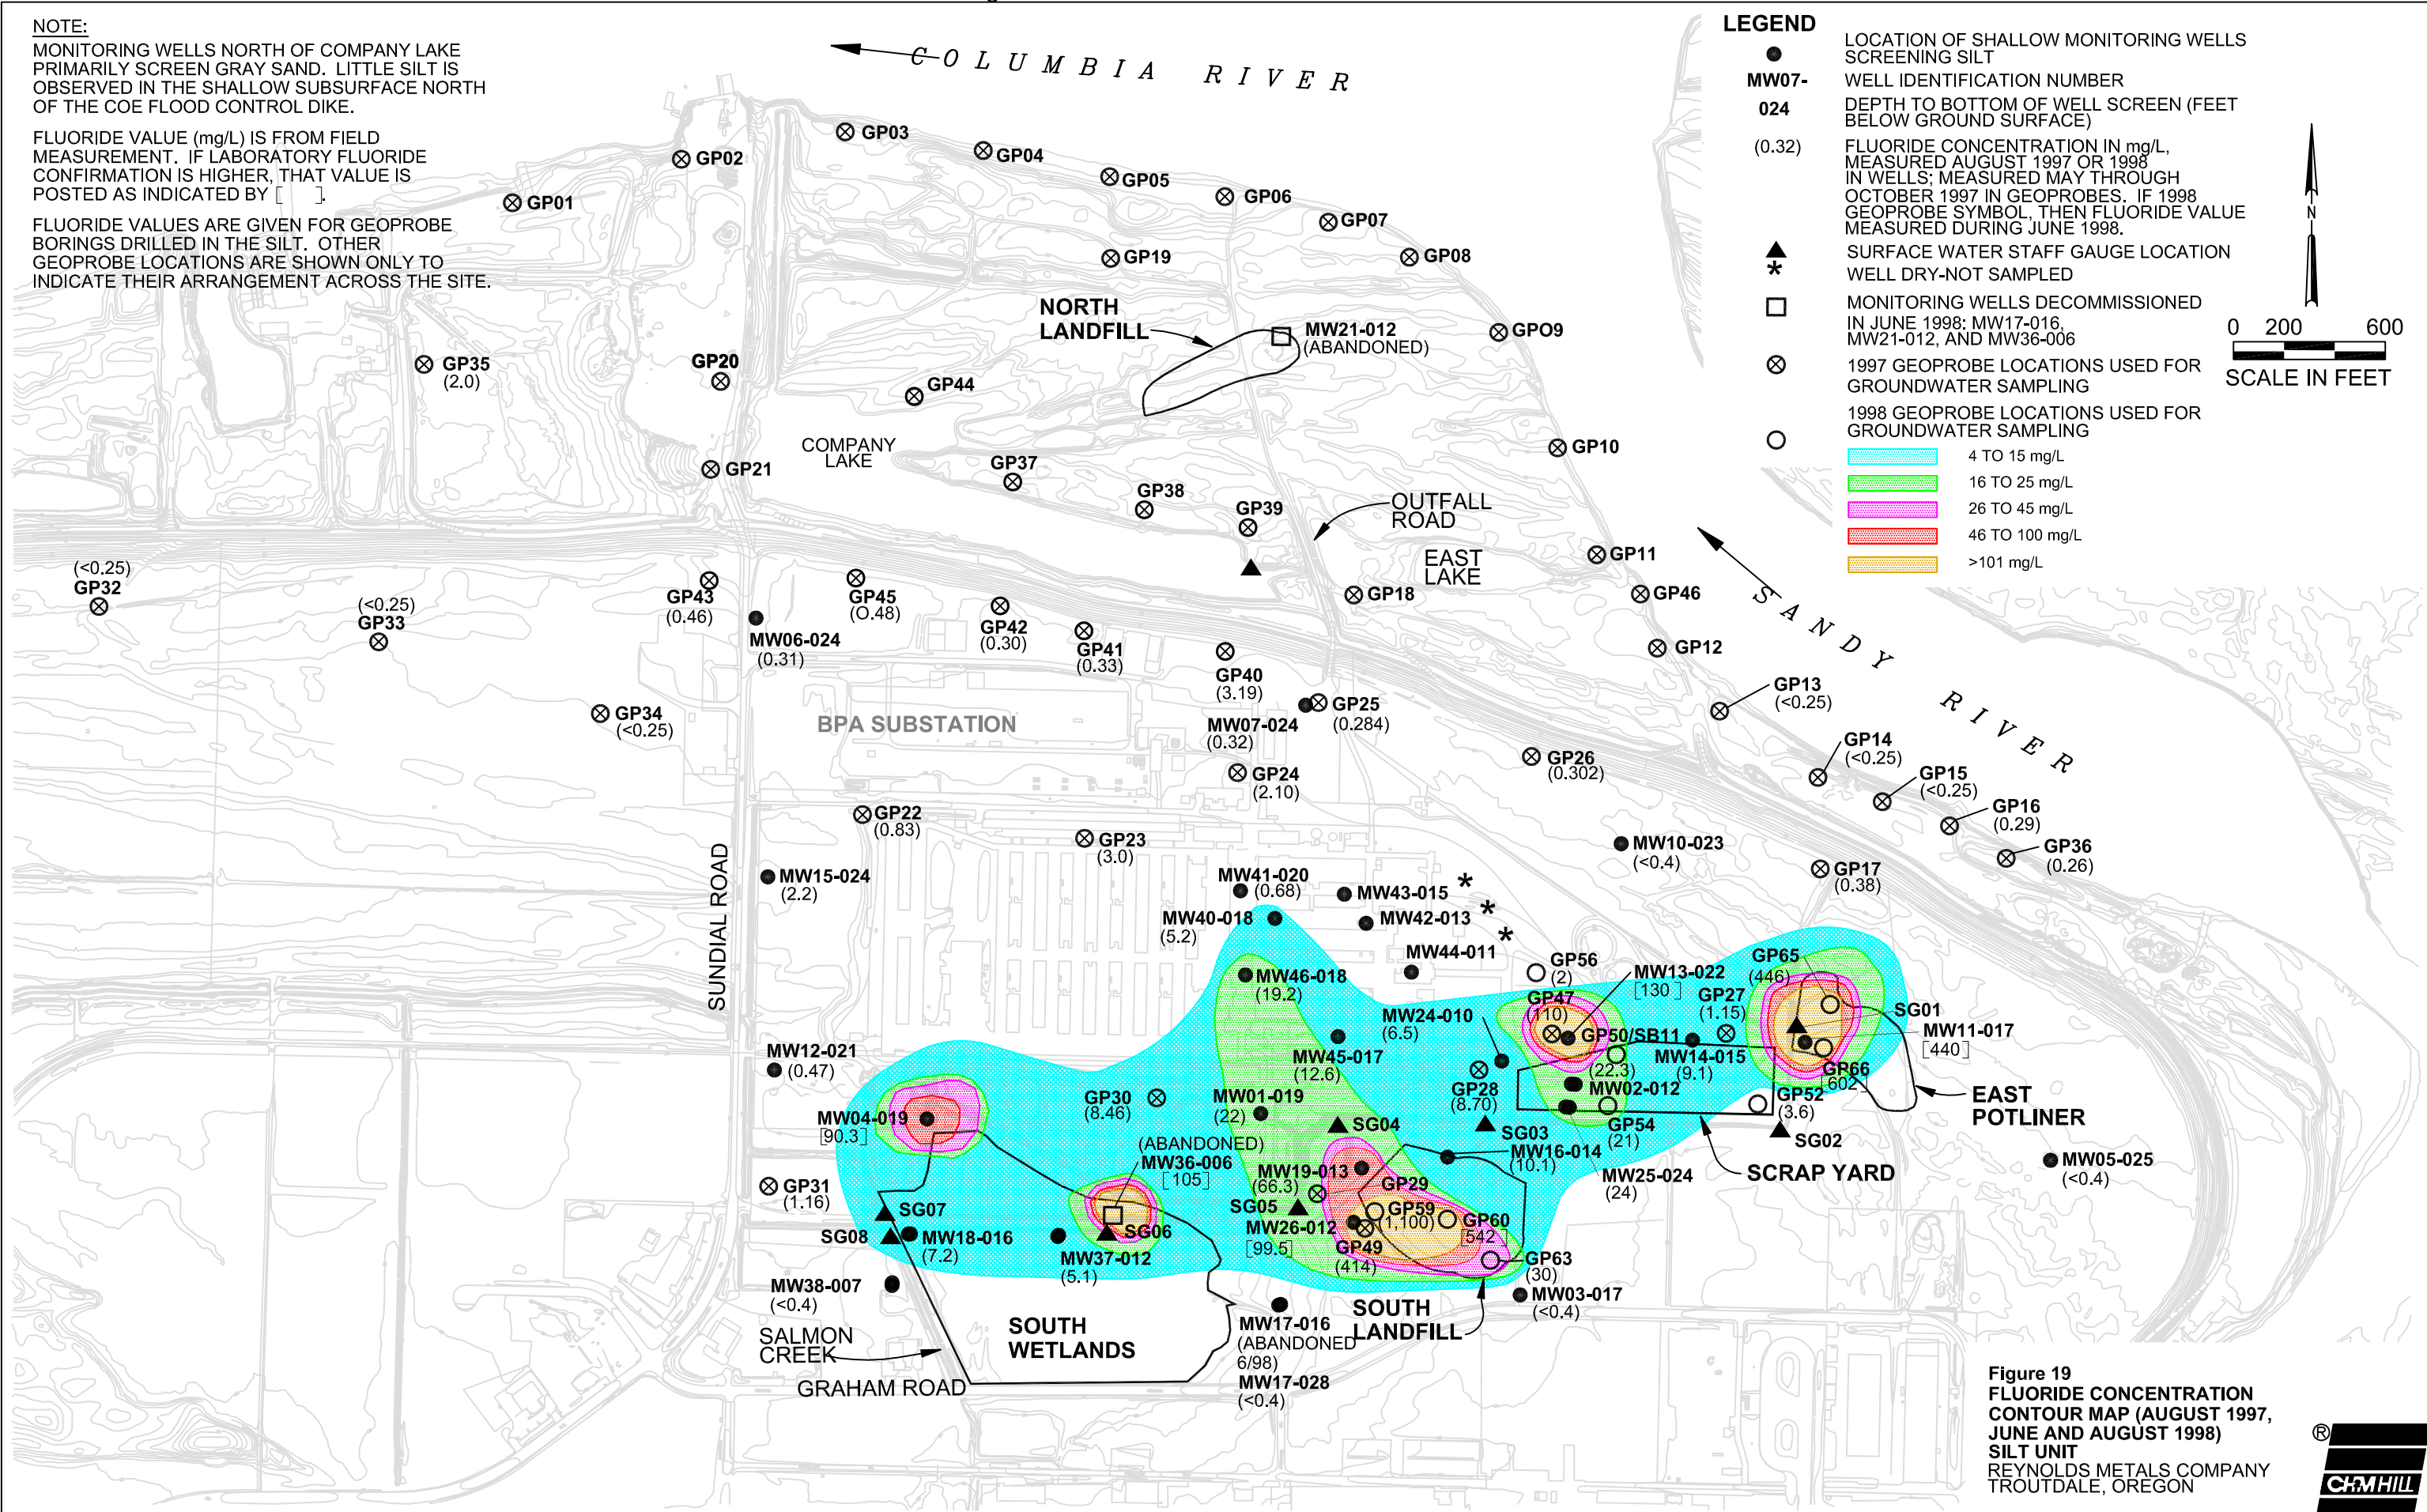 NOTE:
MONITORING WELLS NORTH OF COMPANY LAKE
PRIMARILY SCREEN GRAY SAND. LITTLE SILT IS
OBSERVED IN THE SHALLOW SUBSURFACE NORTH
OF THE COE FLOOD CONTROL DIKE.
FLUORIDE VALUE (mg/L) IS FROM FIELD
MEASUREMENT. IF LABORATORY FLUORIDE
CONFIRMATION IS HIGHER, THAT VALUE IS
POSTED AS INDICATED BY [ ].
FLUORIDE VALUES ARE GIVEN FOR GEOPROBE
BORINGS DRILLED IN THE SILT. OTHER
GEOPROBE LOCATIONS ARE SHOWN ONLY TO
INDICATE THEIR ARRANGEMENT ACROSS THE SITE.
COLUMBIA RIVER
LEGEND
LOCATION OF SHALLOW MONITORING WELLS
SCREENING SILT
MW07- WELL IDENTIFICATION NUMBER
024 DEPTH TO BOTTOM OF WELL SCREEN (FEET
BELOW GROUND SURFACE)
(0.32) FLUORIDE CONCENTRATION IN mg/L,
MEASURED AUGUST 1997 OR 1998
IN WELLS; MEASURED MAY THROUGH
OCTOBER 1997 IN GEOPROBES. IF 1998
GEOPROBE SYMBOL, THEN FLUORIDE VALUE
MEASURED DURING JUNE 1998.
SURFACE WATER STAFF GAUGE LOCATION
* WELL DRY-NOT SAMPLED
MONITORING WELLS DECOMMISSIONED
IN JUNE 1998: MW17-016,
MW21-012, AND MW36-006
1997 GEOPROBE LOCATIONS USED FOR
GROUNDWATER SAMPLING
1998 GEOPROBE LOCATIONS USED FOR
GROUNDWATER SAMPLING
4 TO 15 mg/L
16 TO 25 mg/L
26 TO 45 mg/L
46 TO 100 mg/L
>101 mg/L
N
0 200 600
SCALE IN FEET
GP03
GP04
GP02
GP05
GP01
GP06
GP07
GP19
GP08
NORTH
LANDFILL
MW21-012
(ABANDONED)
GPO9
GP35
(2.0)
GP20
GP44
COMPANY
LAKE
GP10
GP21
GP37
GP38
GP39
OUTFALL
ROAD
EAST
LAKE
GP11
(<0.25)
GP32
(<0.25)
GP33
GP43
(0.46)
GP45
(O.48)
MW06-024
(0.31)
GP42
(0.30)
GP41
(0.33)
GP18
GP46
GP12
SANDY RIVER
GP40
(3.19)
GP34
(<0.25)
BPA SUBSTATION
MW07-024
(0.32)
GP25
(0.284)
GP13
(<0.25)
GP14
(<0.25)
GP15
(<0.25)
GP16
(0.29)
GP36
(0.26)
GP26
(0.302)
GP24
(2.10)
GP22
(0.83)
GP23
(3.0)
MW10-023
(<0.4)
GP17
(0.38)
SUNDIAL ROAD
MW15-024
(2.2)
MW41-020
(0.68)
MW43-015
*
MW40-018
(5.2)
MW42-013
*
MW44-011
*
MW46-018
(19.2)
GP56
(2)
MW13-022
[130 ]
GP65
(446)
GP47
(110)
GP27
(1.15)
SG01
MW11-017
[440]
MW24-010
(6.5)
GP50/SB11
(22.3)
MW14-015
(9.1)
MW45-017
(12.6)
MW12-021
(0.47)
GP66
[602]
GP28
(8.70)
MW02-012
GP30
(8.46)
MW01-019
(22)
GP52
(3.6)
EAST
POTLINER
MW04-019
[90.3]
SG04
SG03
GP54
(21)
SG02
(ABANDONED)
MW36-006
[105]
MW16-014
(10.1)
MW19-013
(66.3)
MW25-024
(24)
SCRAP YARD
MW05-025
(<0.4)
GP31
(1.16)
GP29
SG05
GP59
(1,100)
GP60
[542]
SG07
SG08
MW18-016
(7.2)
SG06
MW37-012
(5.1)
MW26-012
[99.5]
GP49
(414)
GP63
(30)
MW38-007
(<0.4)
MW03-017
(<0.4)
SALMON
CREEK
SOUTH
WETLANDS
MW17-016
(ABANDONED
6/98)
MW17-028
(<0.4)
SOUTH
LANDFILL
GRAHAM ROAD
Figure 19
FLUORIDE CONCENTRATION
CONTOUR MAP (AUGUST 1997,
JUNE AND AUGUST 1998)
SILT UNIT
REYNOLDS METALS COMPANY
TROUTDALE, OREGON
®
CH2MHILL